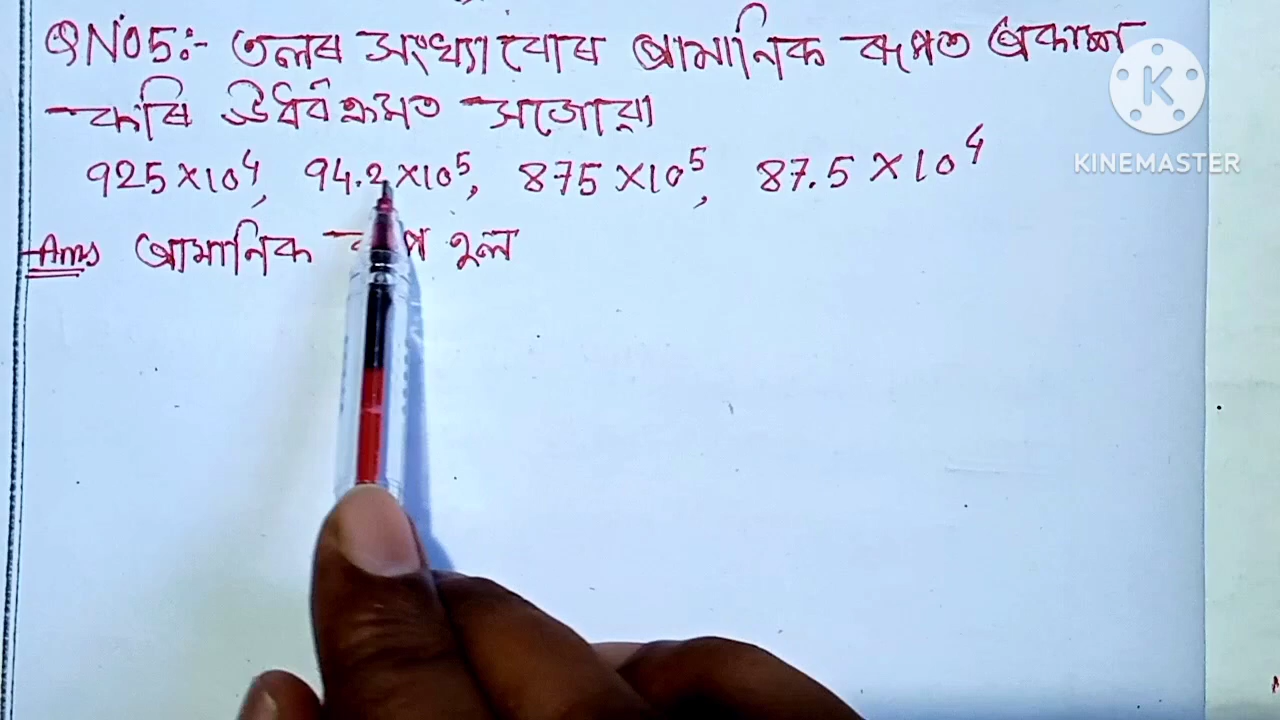 QNo5:- তলৰ সংখ্যাবোৰ প্ৰামানিক ৰূপত প্ৰকাশ
কৰি উৰ্ধ্বক্ৰমত সজোৱা
925×10⁴, 94.2×10⁵, 875×10⁵, 87.5×10⁴
Ans প্ৰামানিক ৰূপ হল
KINEMASTER